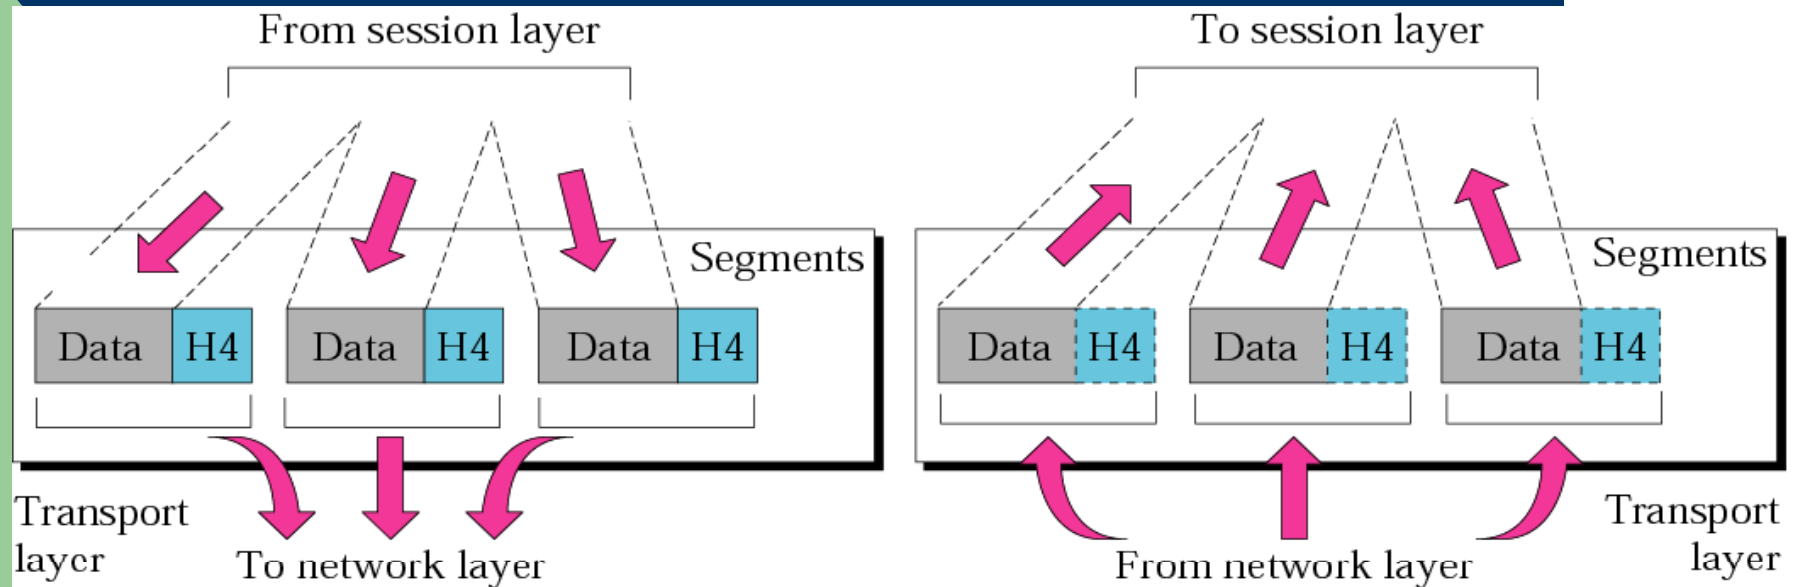 From session layer
To session layer
Segments
Segments
Data H4 Data H4 Data H4
Data H4 Data H4 Data H4
Transport
layer
To network layer
From network layer
Transport
layer